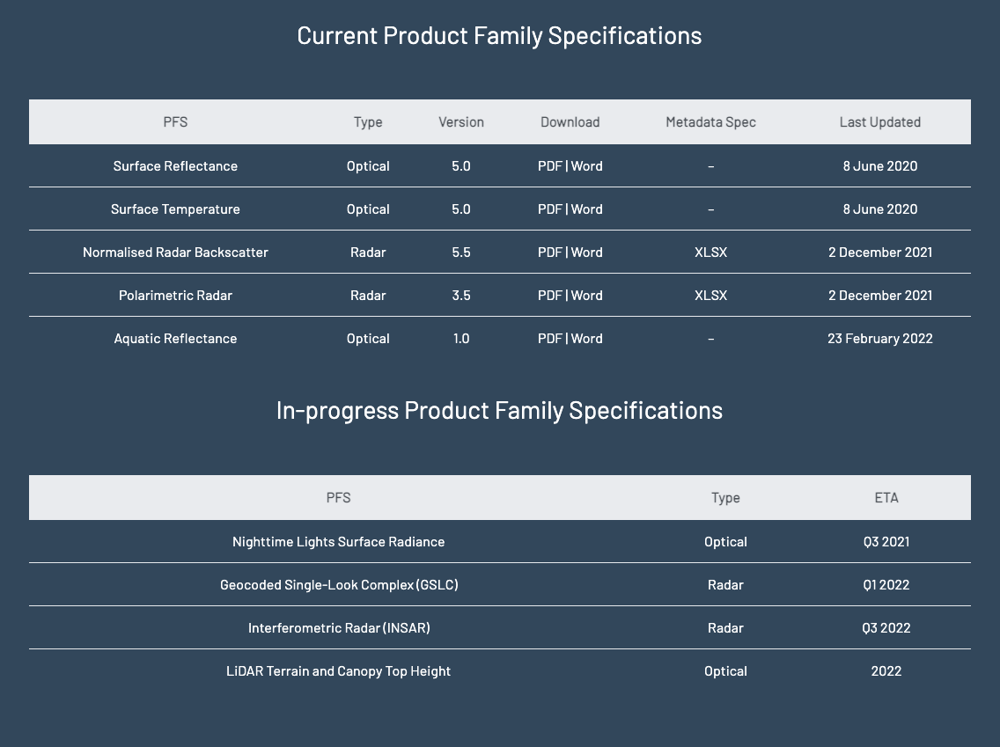 Current Product Family Specifications
PFS Type Version Download Metadata Spec Last Updated
Surface Reflectance Optical 5.0 PDF | Word – 8 June 2020
Surface Temperature Optical 5.0 PDF | Word – 8 June 2020
Normalised Radar Backscatter Radar 5.5 PDF | Word XLSX 2 December 2021
Polarimetric Radar Radar 3.5 PDF | Word XLSX 2 December 2021
Aquatic Reflectance Optical 1.0 PDF | Word – 23 February 2022
In-progress Product Family Specifications
PFS Type ETA
Nighttime Lights Surface Radiance Optical Q3 2021
Geocoded Single-Look Complex (GSLC) Radar Q1 2022
Interferometric Radar (INSAR) Radar Q3 2022
LiDAR Terrain and Canopy Top Height Optical 2022